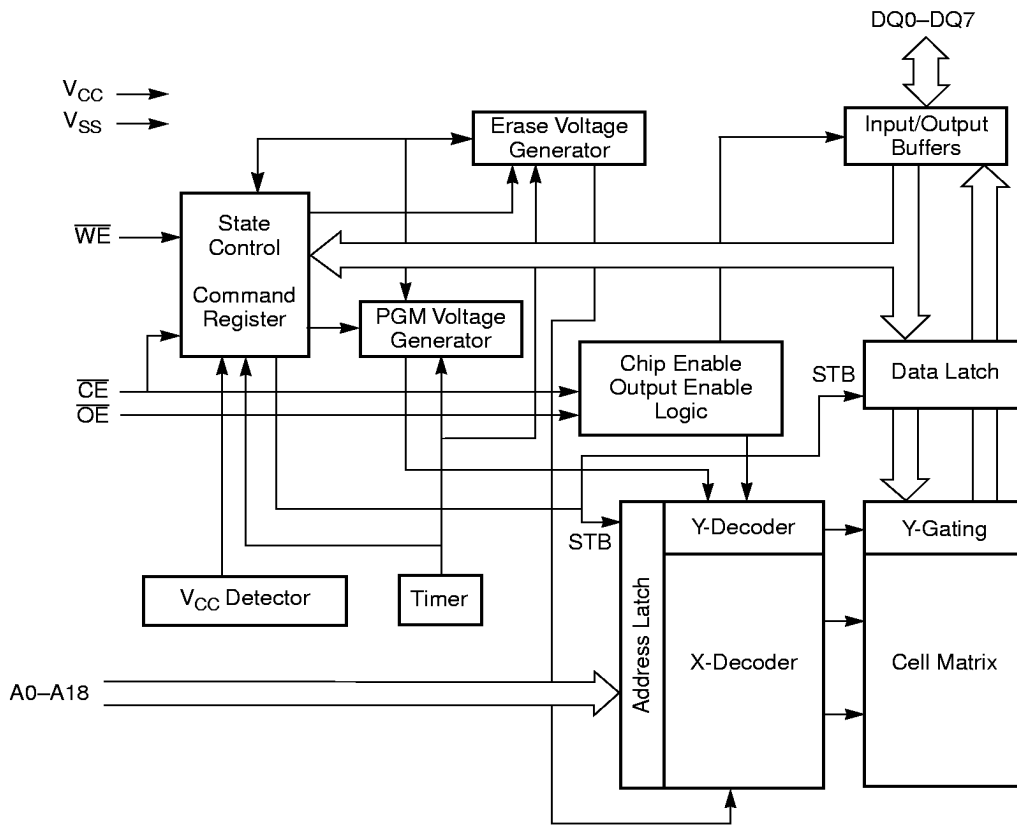 DQ0–DQ7
VCC
VSS
Erase Voltage
Generator
Input/Output
Buffers
WE
State
Control
Command
Register
PGM Voltage
Generator
CE
OE
Chip Enable
Output Enable
Logic
STB
Data Latch
STB
Y-Decoder
Y-Gating
VCC Detector
Timer
Address Latch
X-Decoder
Cell Matrix
A0–A18